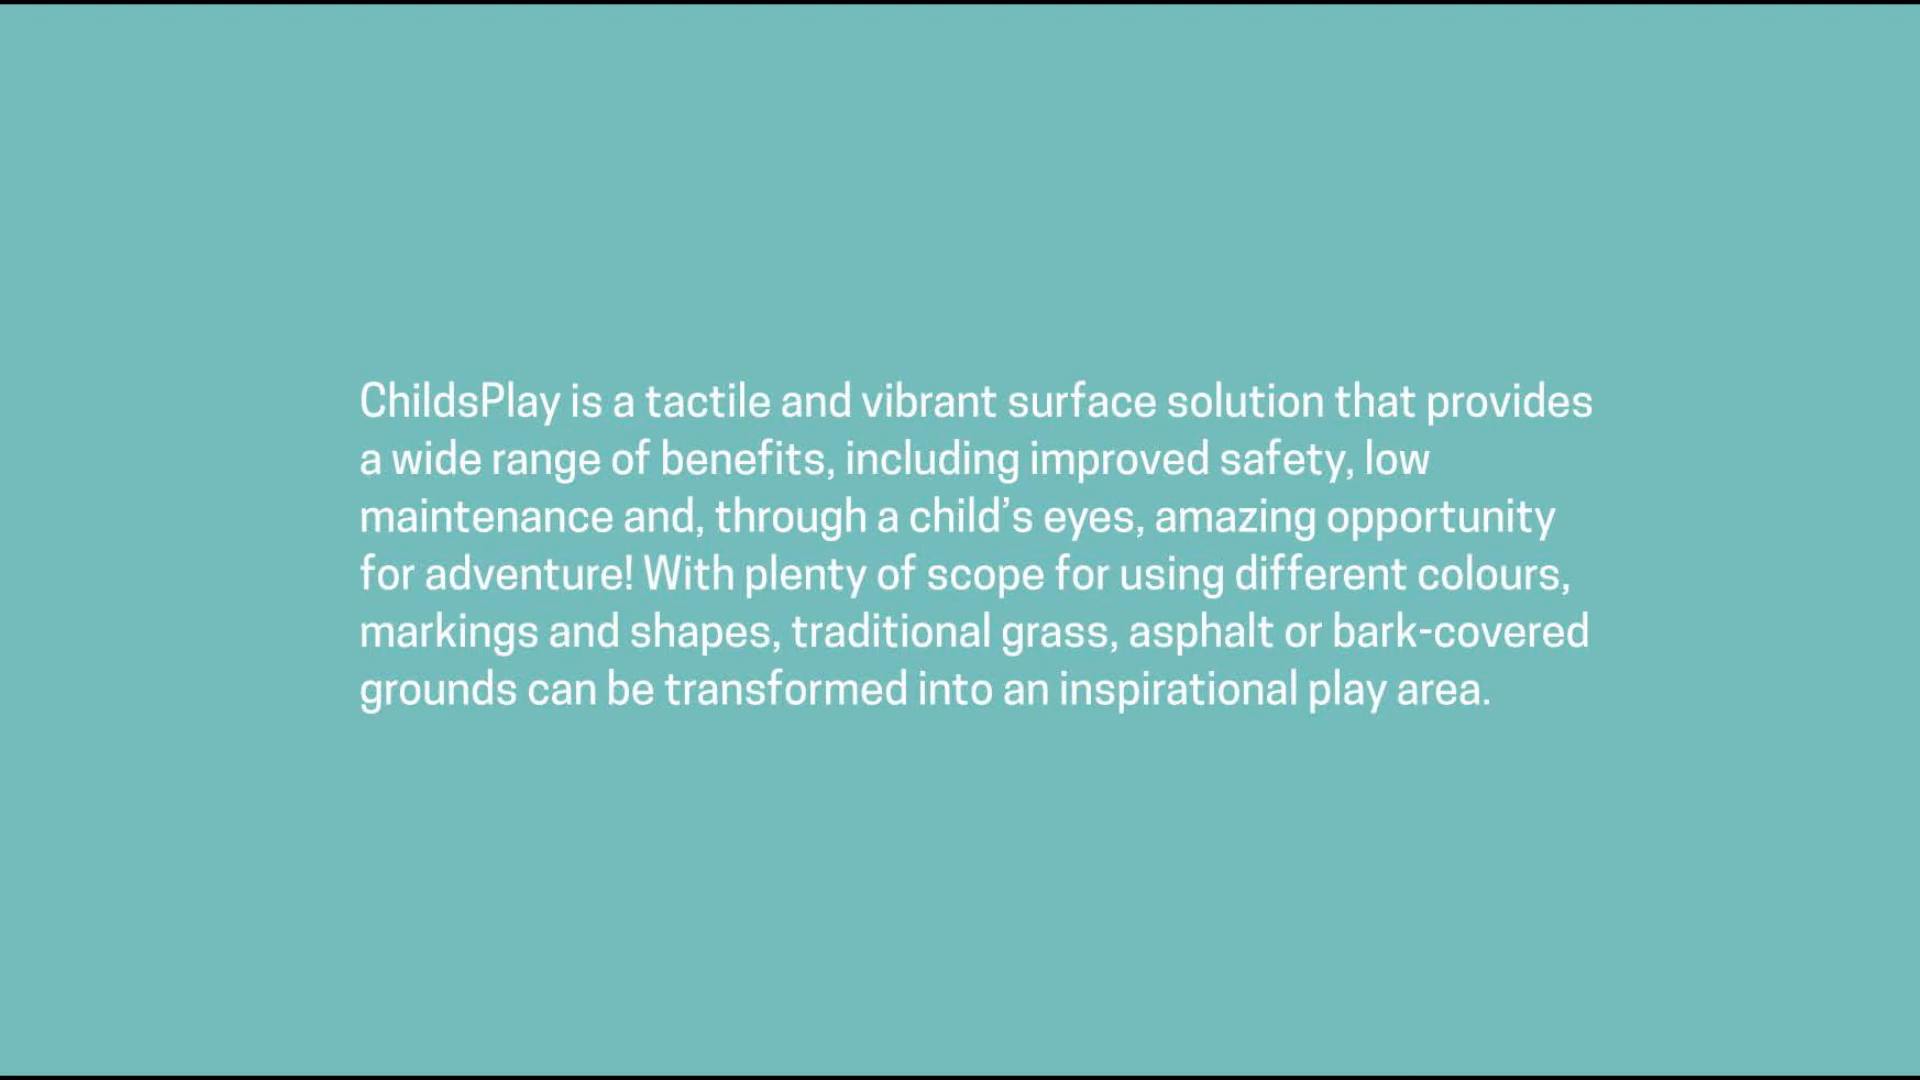 ChildsPlay is a tactile and vibrant surface solution that provides
a wide range of benefits, including improved safety, low
maintenance and, through a child’s eyes, amazing opportunity
for adventure! With plenty of scope for using different colours,
markings and shapes, traditional grass, asphalt or bark-covered
grounds can be transformed into an inspirational play area.